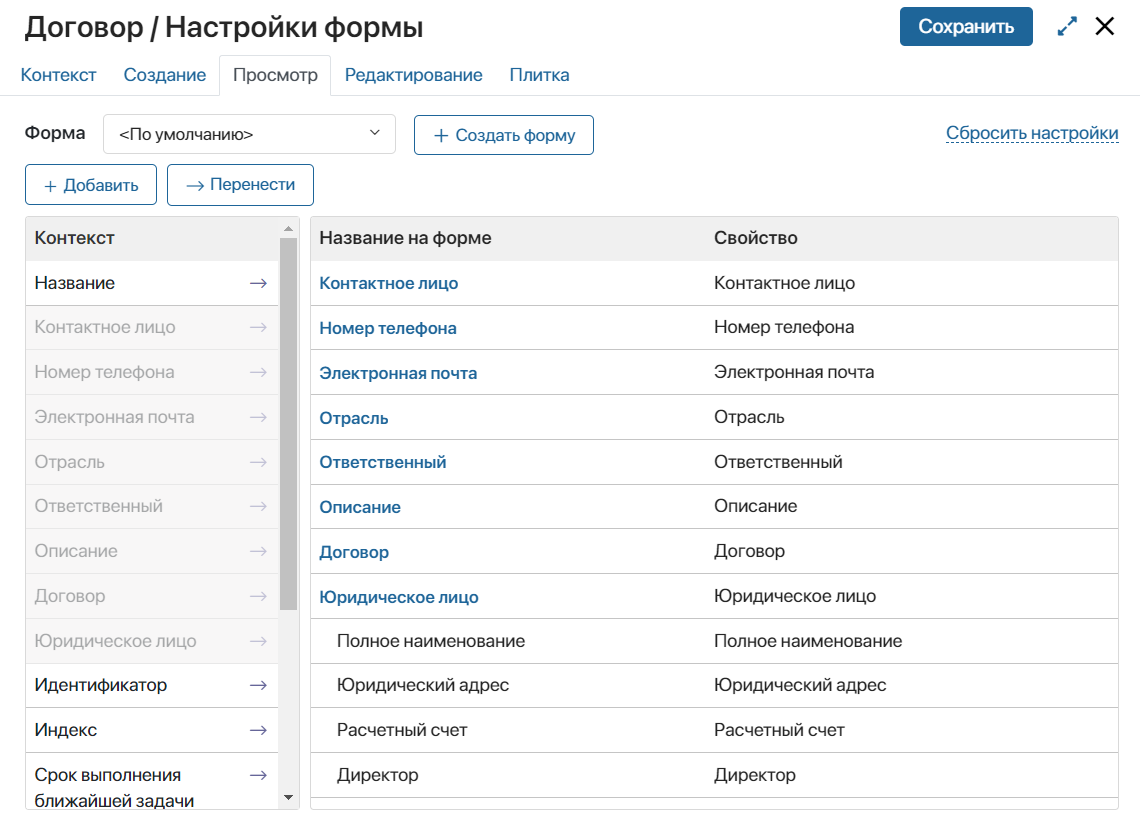 Договор / Настройки формы
Сохранить
Контекст Создание Просмотр Редактирование Плитка
Форма <По умолчанию> + Создать форму Сбросить настройки
+ Добавить → Перенести
Контекст Название на форме Свойство
Название → Контактное лицо Контактное лицо
Контактное лицо → Номер телефона Номер телефона
Номер телефона → Электронная почта Электронная почта
Электронная почта → Отрасль Отрасль
Отрасль → Ответственный Ответственный
Ответственный → Описание Описание
Описание → Договор Договор
Договор → Юридическое лицо Юридическое лицо
Юридическое лицо → Полное наименование Полное наименование
Идентификатор → Юридический адрес Юридический адрес
Индекс → Расчетный счет Расчетный счет
Срок выполнения → Директор Директор
ближайшей задачи